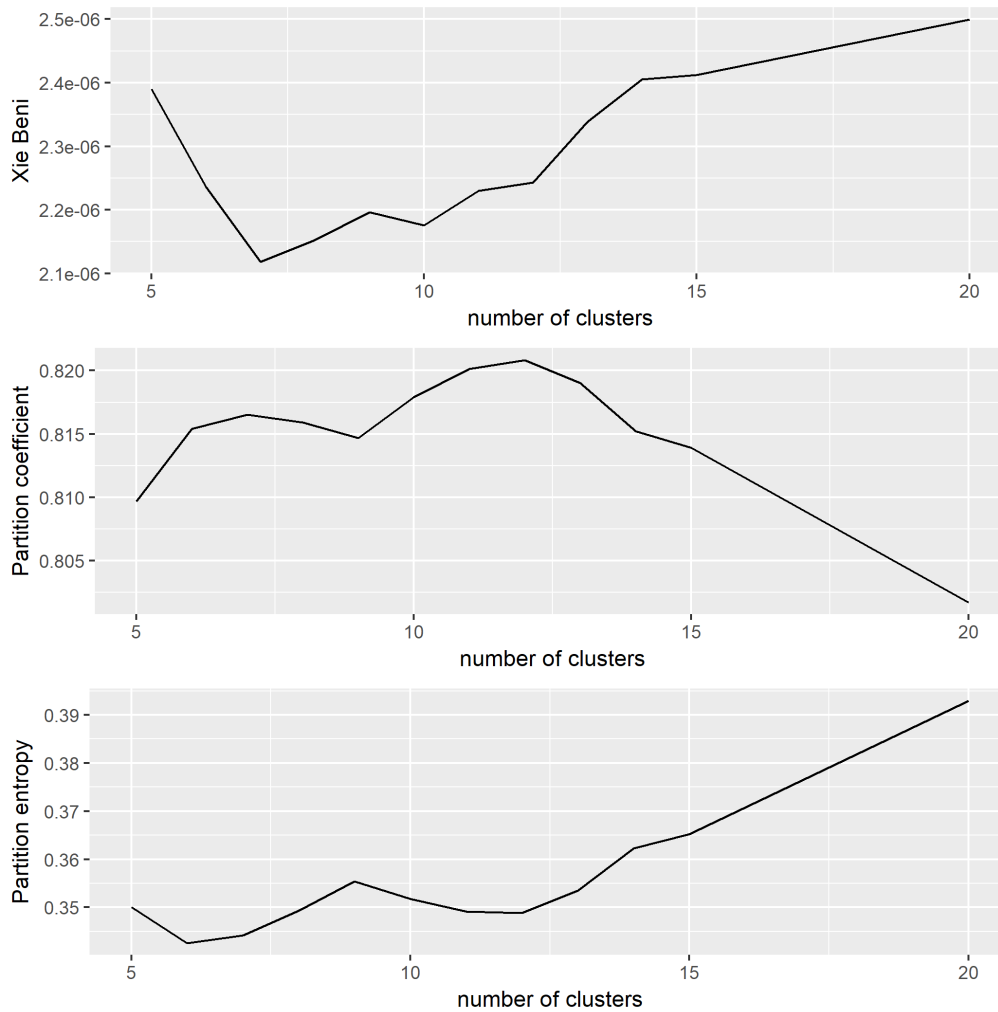 Xie Beni
2.5e-06
2.4e-06
2.3e-06
2.2e-06
2.1e-06
5 10 15 20
number of clusters
Partition coefficient
0.820
0.815
0.810
0.805
5 10 15 20
number of clusters
Partition entropy
0.39
0.38
0.37
0.36
0.35
5 10 15 20
number of clusters